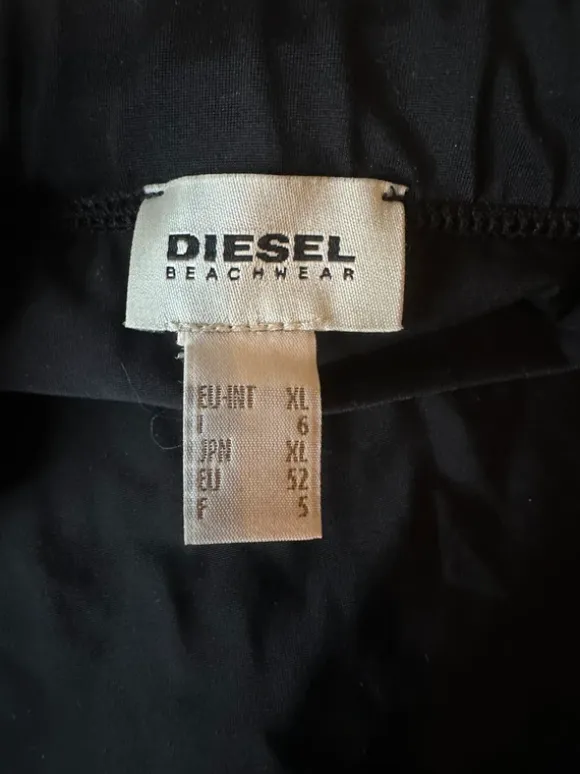 DIESEL
BEACHWEAR
EU-INT XL
I 6
JPN XL
EU 52
F 5